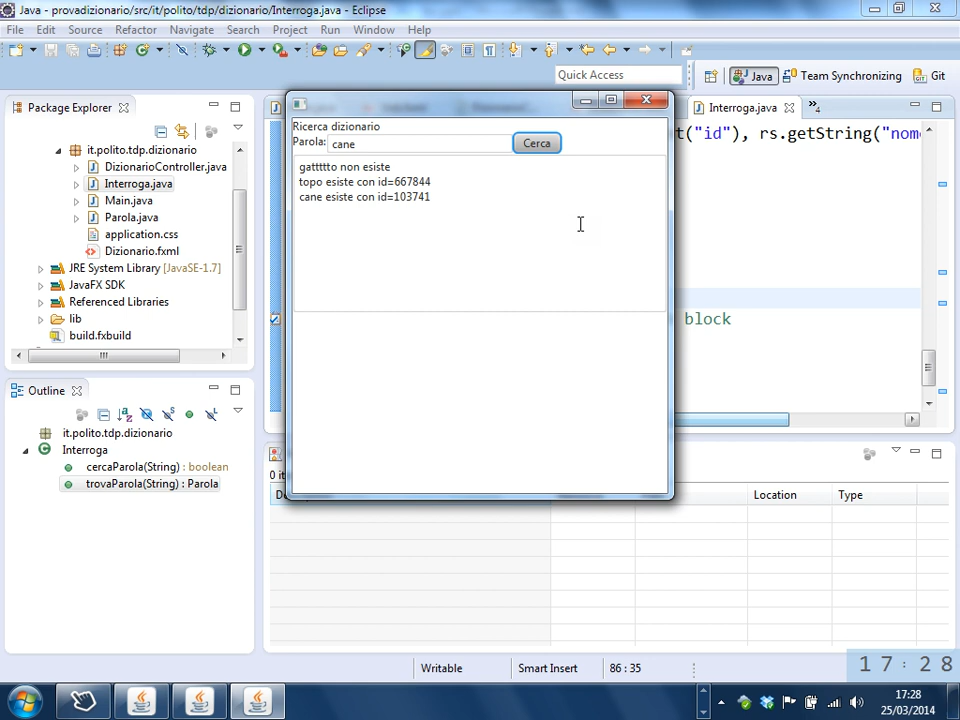 Java - provadizionario/src/it/polito/tdp/dizionario/Interroga.java - Eclipse
File Edit Source Refactor Navigate Search Project Run Window Help
Quick Access
Java
Team Synchronizing
Git
Package Explorer
it.polito.tdp.dizionario
DizionarioController.java
Interroga.java
Main.java
Parola.java
application.css
Dizionario.fxml
JRE System Library [JavaSE-1.7]
JavaFX SDK
Referenced Libraries
lib
build.fxbuild
Outline
it.polito.tdp.dizionario
Interroga
cercaParola(String) : boolean
trovaParola(String) : Parola
Ricerca dizionario
Parola: cane Cerca
gattttto non esiste
topo esiste con id=667844
cane esiste con id=103741
Interroga.java
4
t("id"), rs.getString("nome
block
0 it
Location Type
Writable Smart Insert 86 : 35
17:28
17:28
25/03/2014